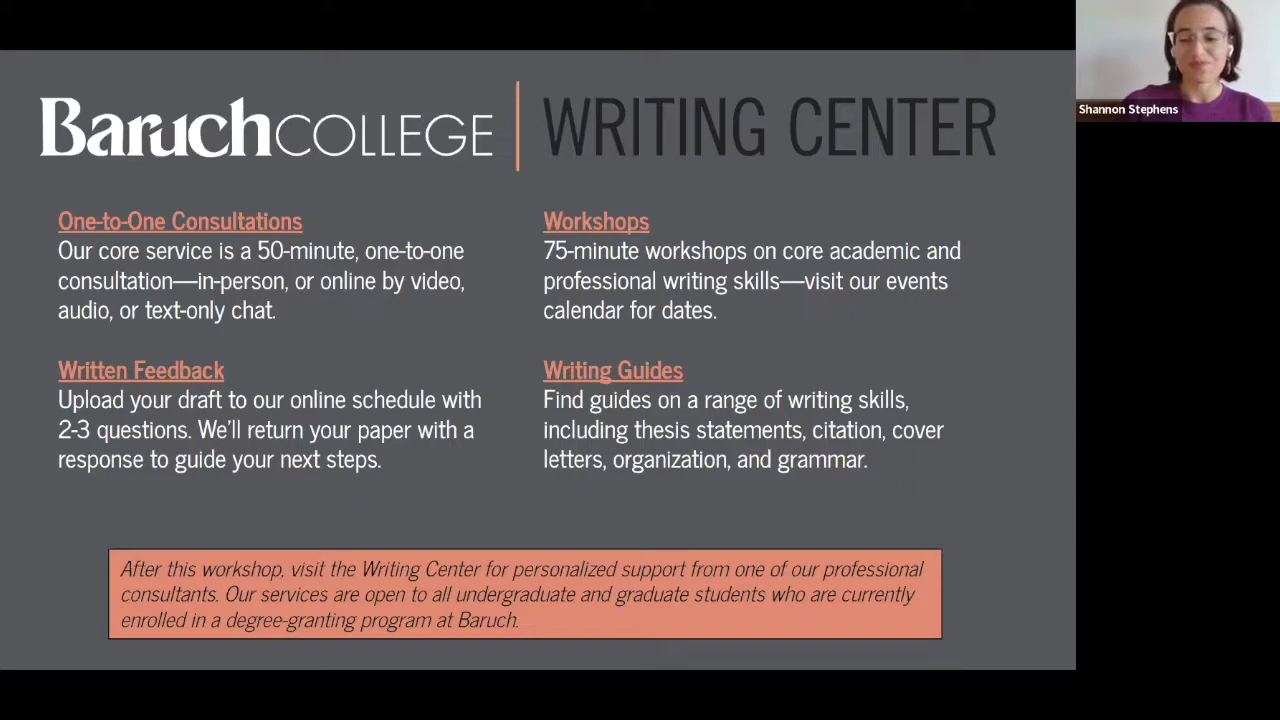 Baruch COLLEGE | WRITING CENTER
One-to-One Consultations
Our core service is a 50-minute, one-to-one
consultation—in-person, or online by video,
audio, or text-only chat.
Workshops
75-minute workshops on core academic and
professional writing skills—visit our events
calendar for dates.
Written Feedback
Upload your draft to our online schedule with
2-3 questions. We'll return your paper with a
response to guide your next steps.
Writing Guides
Find guides on a range of writing skills,
including thesis statements, citation, cover
letters, organization, and grammar.
After this workshop, visit the Writing Center for personalized support from one of our professional
consultants. Our services are open to all undergraduate and graduate students who are currently
enrolled in a degree-granting program at Baruch.
Shannon Stephens